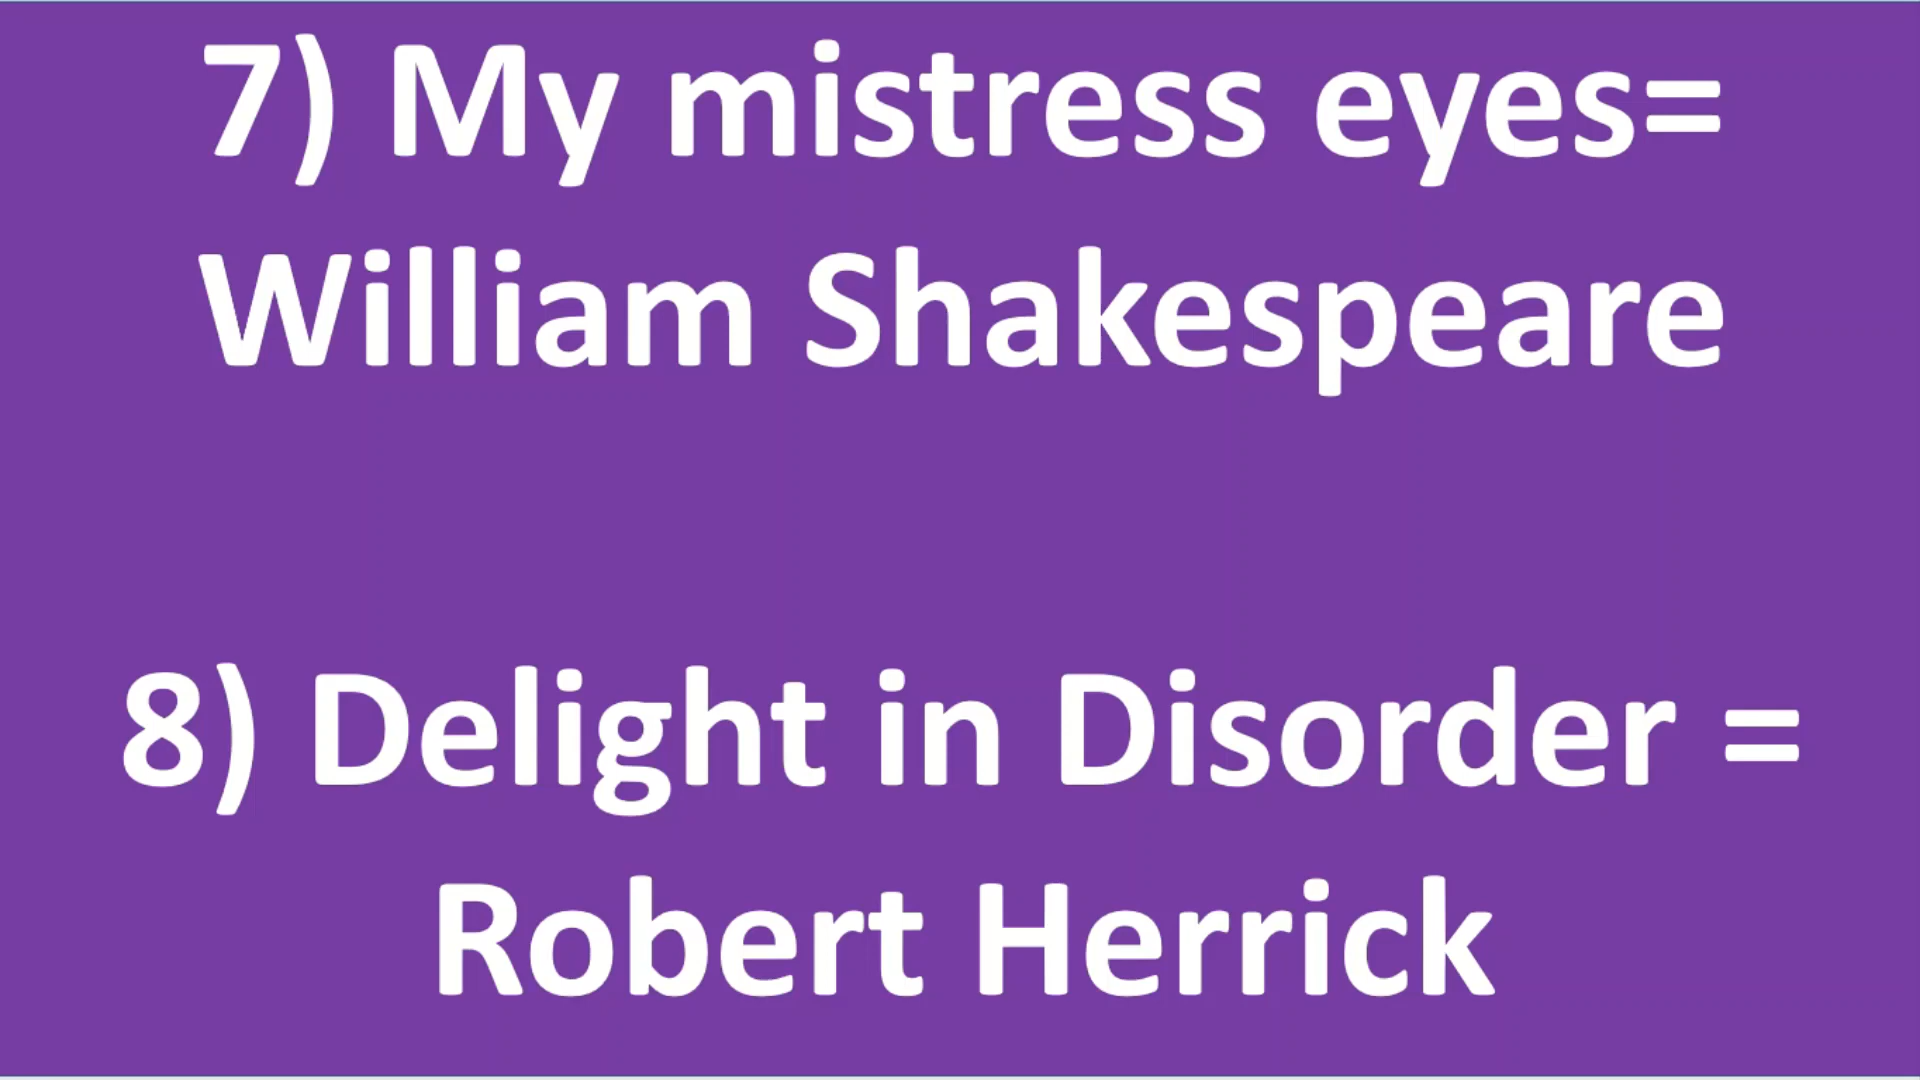 7) My mistress eyes=
William Shakespeare
8) Delight in Disorder =
Robert Herrick